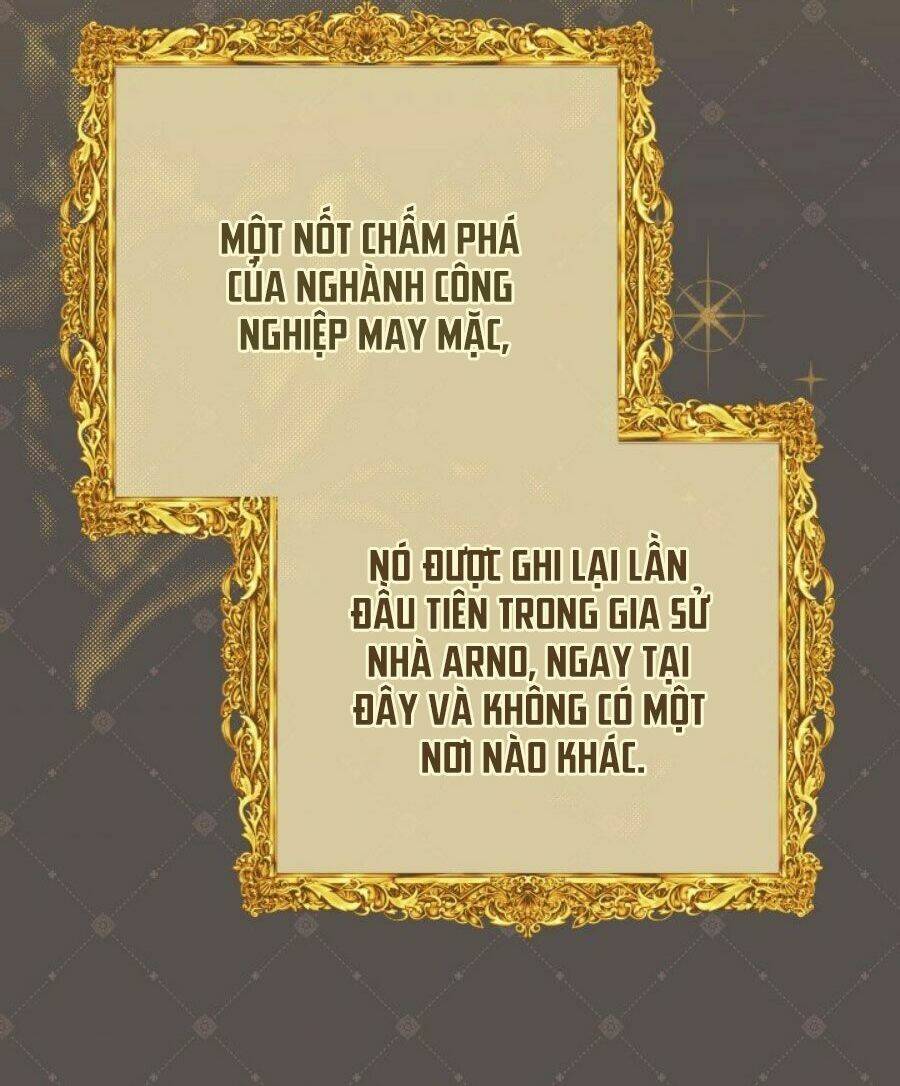 MỘT NỐT CHẤM PHÁ
CỦA NGHÀNH CÔNG
NGHIỆP MAY MẶC,
NÓ ĐƯỢC GHI LẠI LẦN
ĐẦU TIÊN TRONG GIA SỬ
NHÀ ARNO, NGAY TẠI
ĐÂY VÀ KHÔNG CÓ MỘT
NƠI NÀO KHÁC.